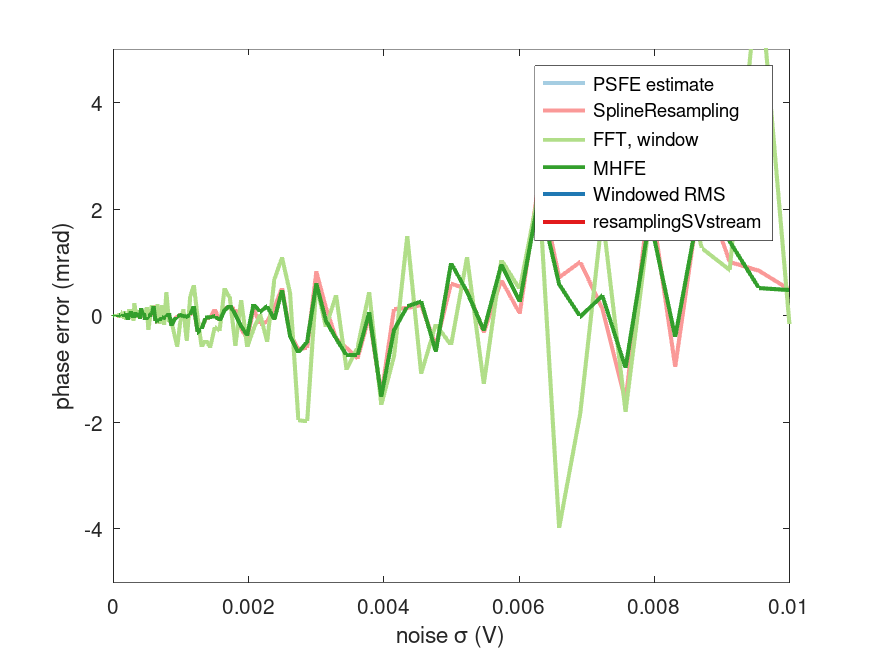 PSFE estimate
SplineResampling
FFT, window
MHFE
Windowed RMS
resamplingSVstream
4
2
0
-2
-4
phase error (mrad)
0 0.002 0.004 0.006 0.008 0.01
noise σ (V)